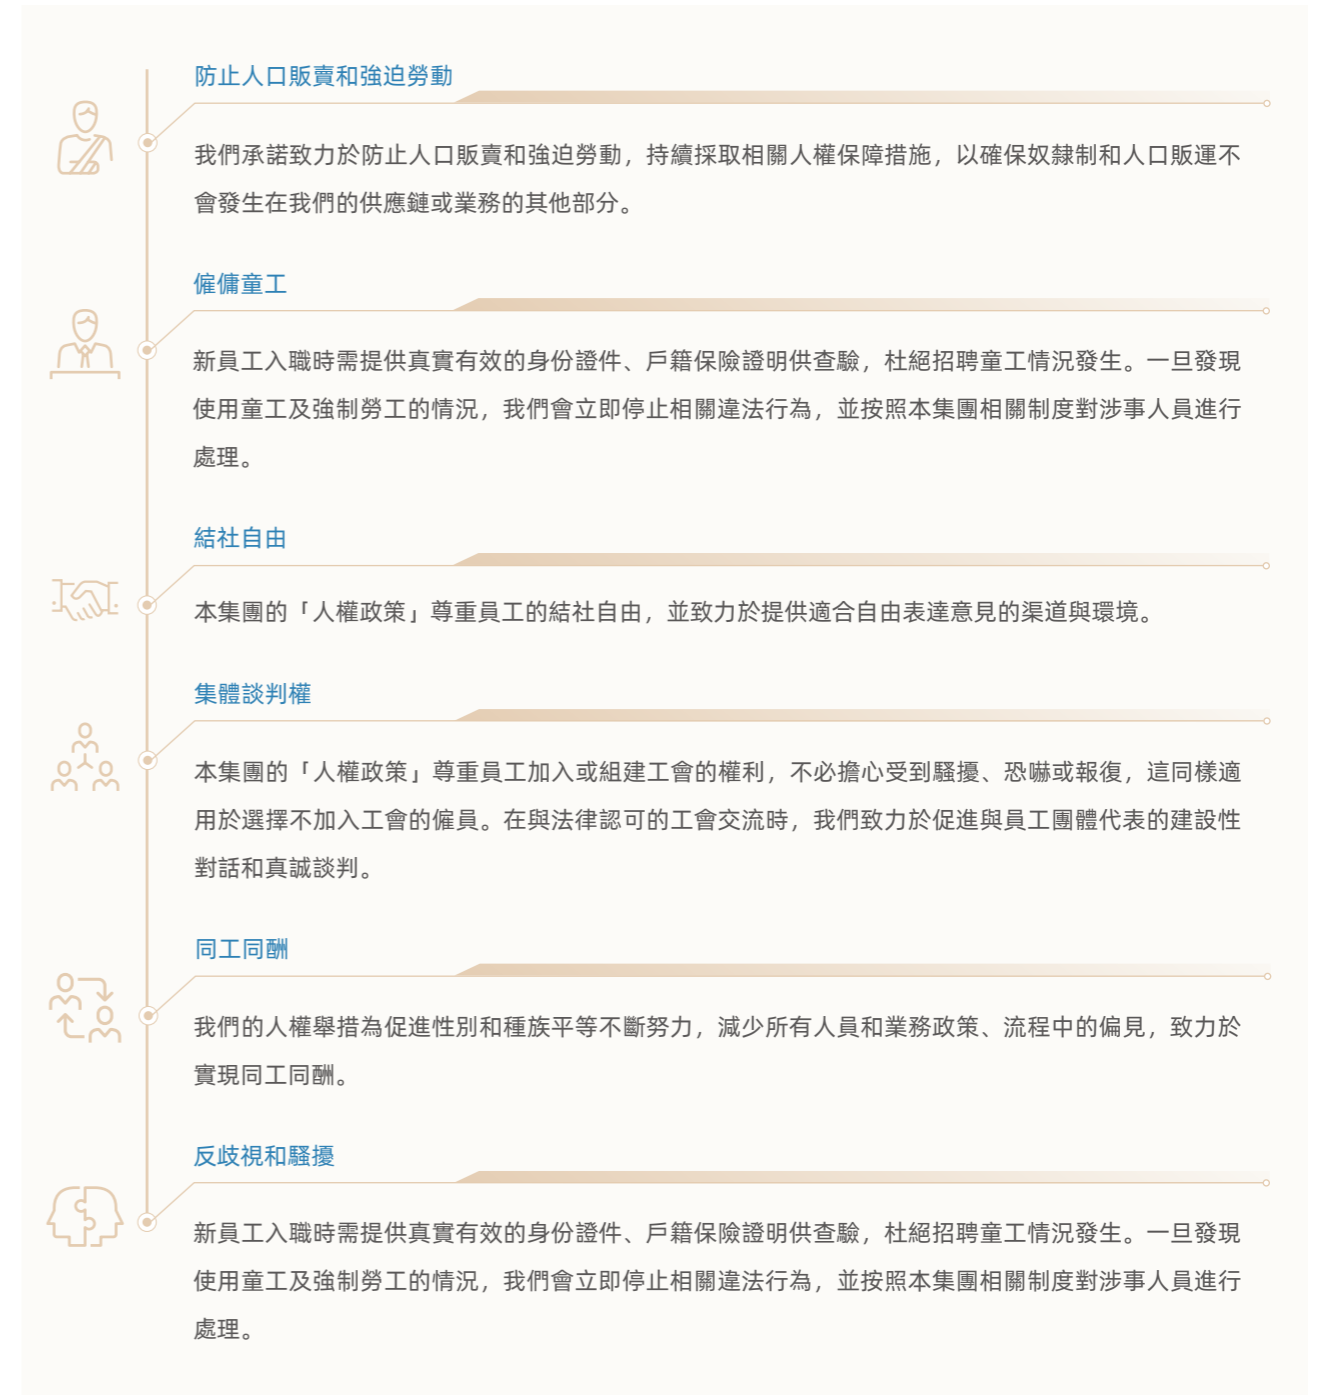 防止人口販賣和強迫勞動
我們承諾致力於防止人口販賣和強迫勞動，持續採取相關人權保障措施，以確保奴隸制和人口販運不
會發生在我們的供應鏈或業務的其他部分。
僱傭童工
新員工入職時需提供真實有效的身份證件、戶籍保險證明供查驗，杜絕招聘童工情況發生。一旦發現
使用童工及強制勞工的情況，我們會立即停止相關違法行為，並按照本集團相關制度對涉事人員進行
處理。
結社自由
本集團的「人權政策」尊重員工的結社自由，並致力於提供適合自由表達意見的渠道與環境。
集體談判權
本集團的「人權政策」尊重員工加入或組建工會的權利，不必擔心受到騷擾、恐嚇或報復，這同樣適
用於選擇不加入工會的僱員。在與法律認可的工會交流時，我們致力於促進與員工團體代表的建設性
對話和真誠談判。
同工同酬
我們的人權舉措為促進性別和種族平等不斷努力，減少所有人員和業務政策、流程中的偏見，致力於
實現同工同酬。
反歧視和騷擾
新員工入職時需提供真實有效的身份證件、戶籍保險證明供查驗，杜絕招聘童工情況發生。一旦發現
使用童工及強制勞工的情況，我們會立即停止相關違法行為，並按照本集團相關制度對涉事人員進行
處理。